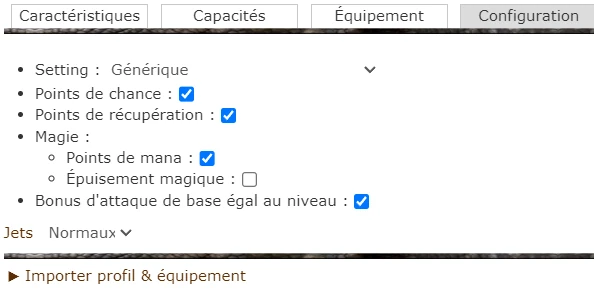 Caractéristiques Capacités Équipement Configuration
Setting : Générique
Points de chance :
Points de récupération :
Magie :
Points de mana :
Épuisement magique :
Bonus d'attaque de base égal au niveau :
Jets Normaux
Importer profil & équipement